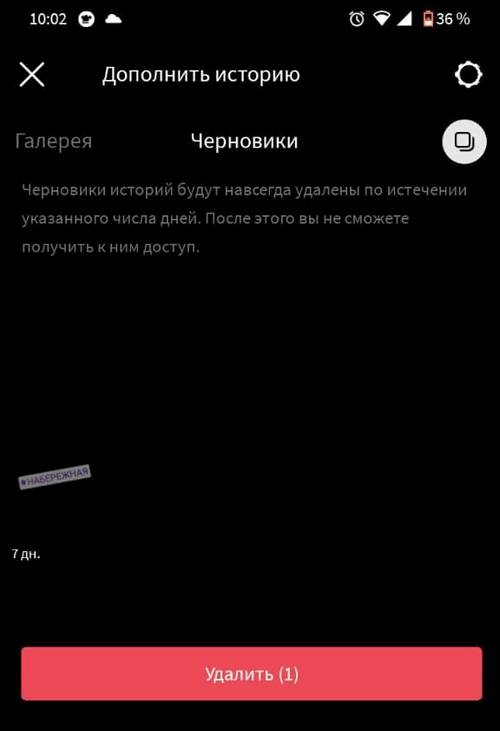 10:02 36 %
Дополнить историю
Галерея Черновики
Черновики историй будут навсегда удалены по истечении
указанного числа дней. После этого вы не сможете
получить к ним доступ.
#НАБЕРЕЖНАЯ
7 дн.
Удалить (1)